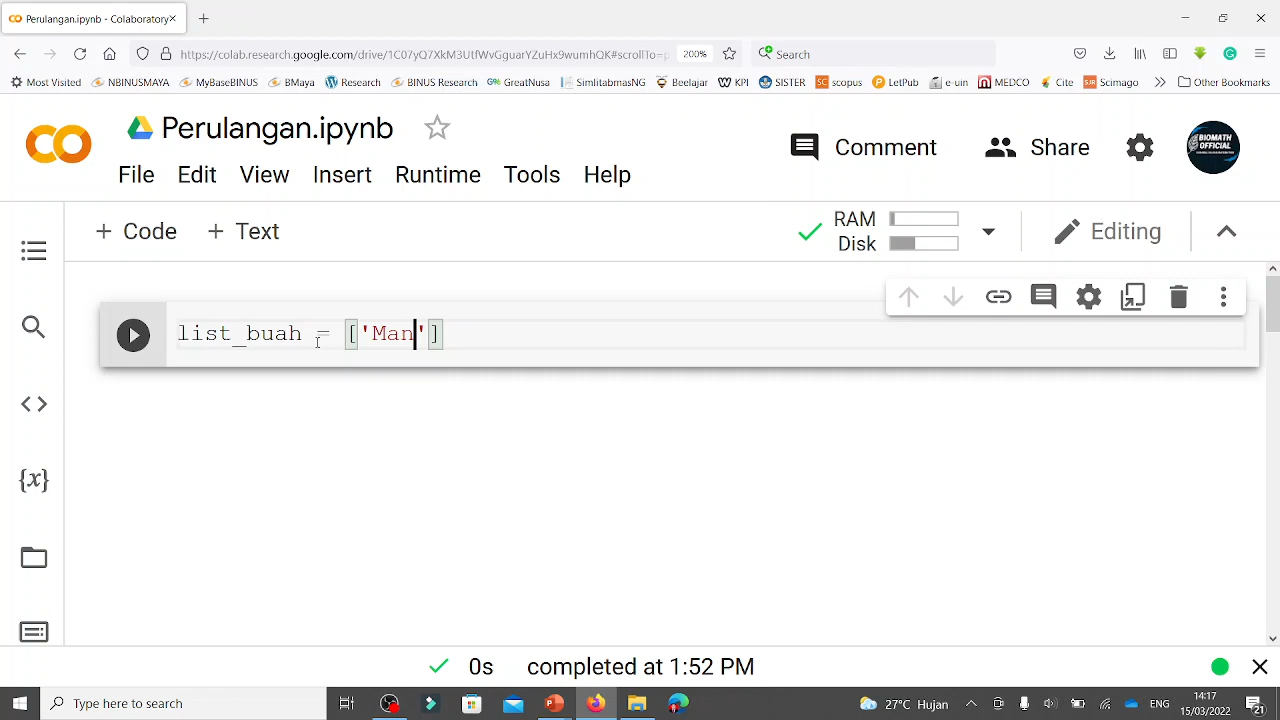 Perulangan.ipynb - Colaboratory
https://colab.research.google.com/drive/1C07yQ7XkM3UtfWvGguarYZuHx9wumhQK#scrollTo=p 200% Search
Most Visited NBINUSMAYA MyBaseBINUS BMaya Research BINUS Research GreatNusa SimlitabmasNG Beelajar KPI SISTER scopus LetPub e-uin MEDCO Cite Scimago Other Bookmarks
Perulangan.ipynb
Comment Share
BIOMATH
OFFICIAL
File Edit View Insert Runtime Tools Help
+ Code + Text
RAM
Disk
Editing
list_buah = ['Man']
{x}
0s completed at 1:52 PM
Type here to search
27°C Hujan
ENG
14:17
15/03/2022
21